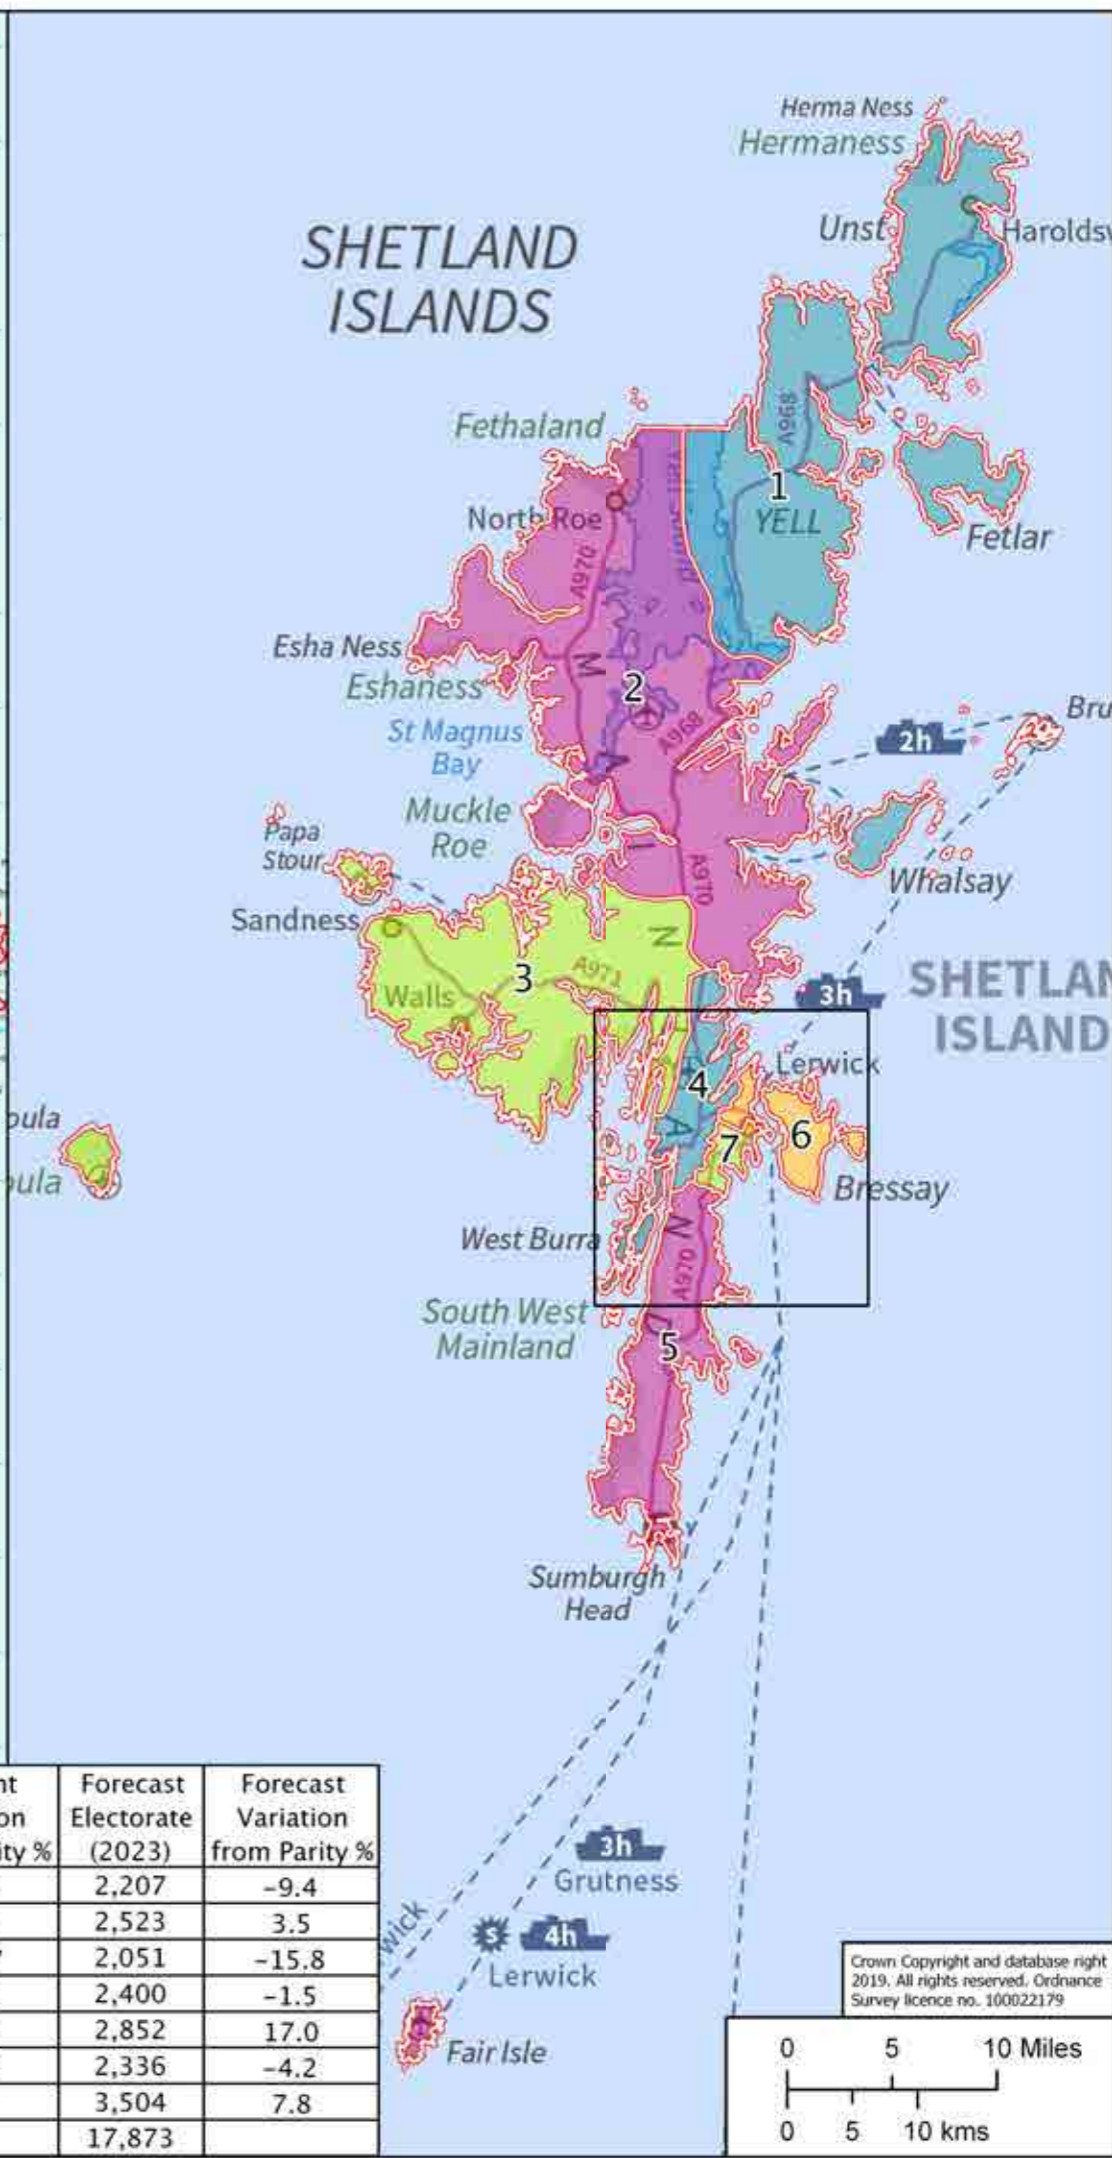 Herma Ness
Hermaness
SHETLAND
ISLANDS
Unst
Haroldsw
Fethaland
A968
1
YELL
North Roe
Fetlar
A970
Esha Ness
Eshaness
M
2
St Magnus
Bay
A968
A
2h
Bru
Muckle
Roe
I
Papa
Stour
Whalsay
A970
Sandness
N
3
A971
SHETLAN
ISLAND
Walls
3h
Lerwick
4
oula
A
7
6
oula
Bressay
West Burra
N
A970
South West
Mainland
D
5
Sumburgh
Head
nt Forecast Forecast
on Electorate Variation
ity % (2023) from Parity %
2,207 -9.4
2,523 3.5
2,051 -15.8
2,400 -1.5
2,852 17.0
2,336 -4.2
3,504 7.8
17,873
3h
Grutness
wick
S 4h
Lerwick
Fair Isle
Crown Copyright and database right
2019. All rights reserved. Ordnance
Survey licence no. 100022179
0 5 10 Miles
0 5 10 kms